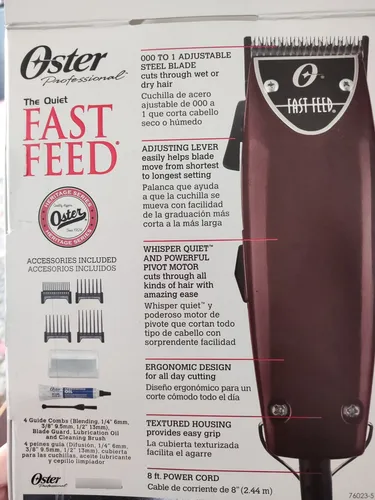 Oster
Professional
The Quiet
FAST
FEED®
HERITAGE SERIES
Oster
HERITAGE SERIES
ACCESSORIES INCLUDED
ACCESORIOS INCLUIDOS
4 Guide Combs (Blending, 1/4" 6mm,
3/8" 9.5mm, 1/2" 13mm),
Blade Guard, Lubrication Oil
and Cleaning Brush
4 peines guía (Difusión, 1/4" 6mm,
3/8" 9.5mm, 1/2" 13mm), cubierta
para las cuchillas, aceite lubricante
y cepillo limpiador
000 TO 1 ADJUSTABLE
STEEL BLADE
cuts through wet or
dry hair
Cuchilla de acero
ajustable de 000 a
1 que corta cabello
seco o húmedo
ADJUSTING LEVER
easily helps blade
move from shortest
to longest setting
Palanca que ayuda
a que la cuchilla se
mueva con facilidad
de la graduación más
corta a la más larga
WHISPER QUIET™
AND POWERFUL
PIVOT MOTOR
cuts through all
kinds of hair with
amazing ease
Whisper quiet™ y
poderoso motor de
pivote que cortan todo
tipo de cabello con
sorprendente facilidad
ERGONOMIC DESIGN
for all day cutting
Diseño ergonómico para un
corte cómodo todo el día
TEXTURED HOUSING
provides easy grip
La cubierta texturizada
facilita el agarre
8 ft. POWER CORD
Cable de corriente de 8" (2.44 m)
FAST FEED®
76023-5